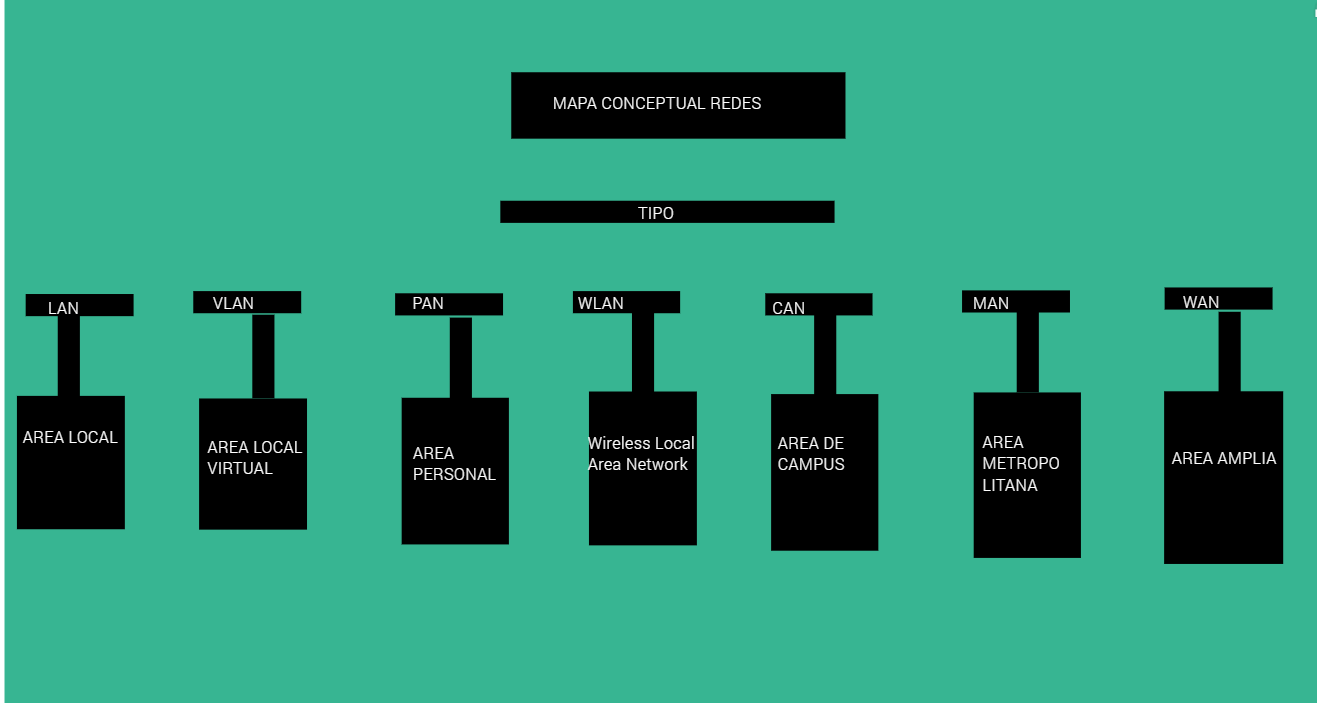 MAPA CONCEPTUAL REDES
TIPO
LAN
VLAN
PAN
WLAN
CAN
MAN
WAN
AREA LOCAL
AREA LOCAL
VIRTUAL
AREA
PERSONAL
Wireless Local
Area Network
AREA DE
CAMPUS
AREA
METROPO
LITANA
AREA AMPLIA